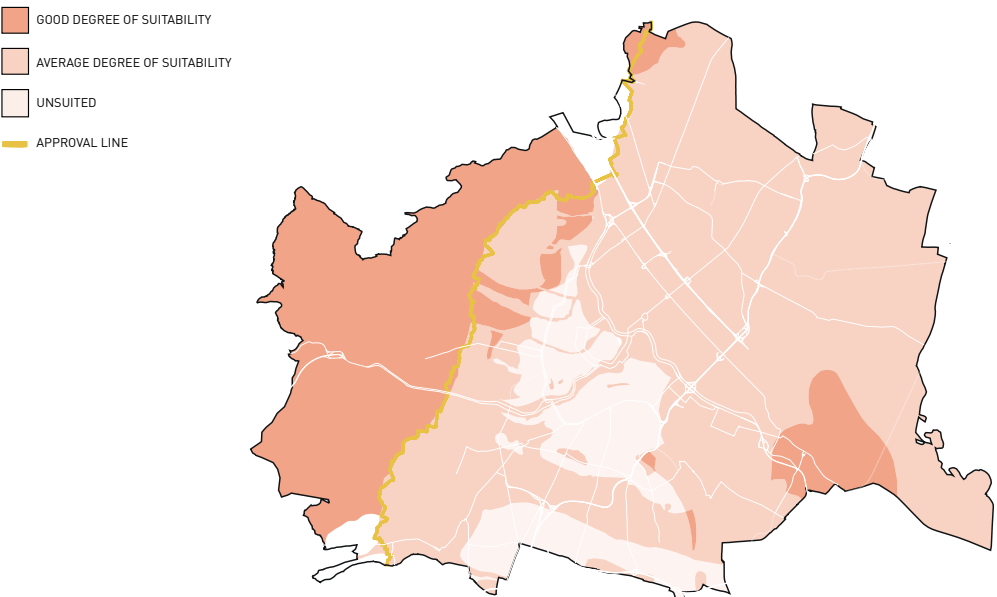 GOOD DEGREE OF SUITABILITY
AVERAGE DEGREE OF SUITABILITY
UNSUITED
APPROVAL LINE